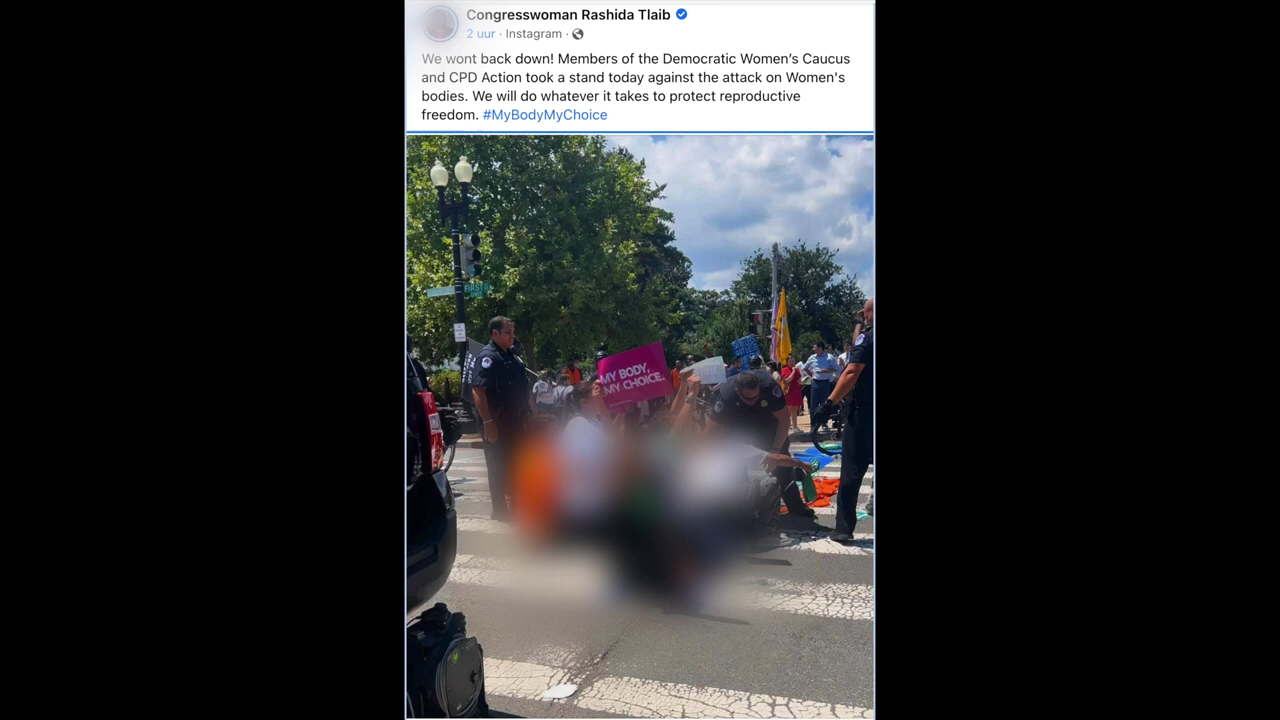 Congresswoman Rashida Tlaib
2 uur · Instagram ·
We wont back down! Members of the Democratic Women’s Caucus
and CPD Action took a stand today against the attack on Women's
bodies. We will do whatever it takes to protect reproductive
freedom. #MyBodyMyChoice
FIRST
MY BODY,
MY CHOICE.